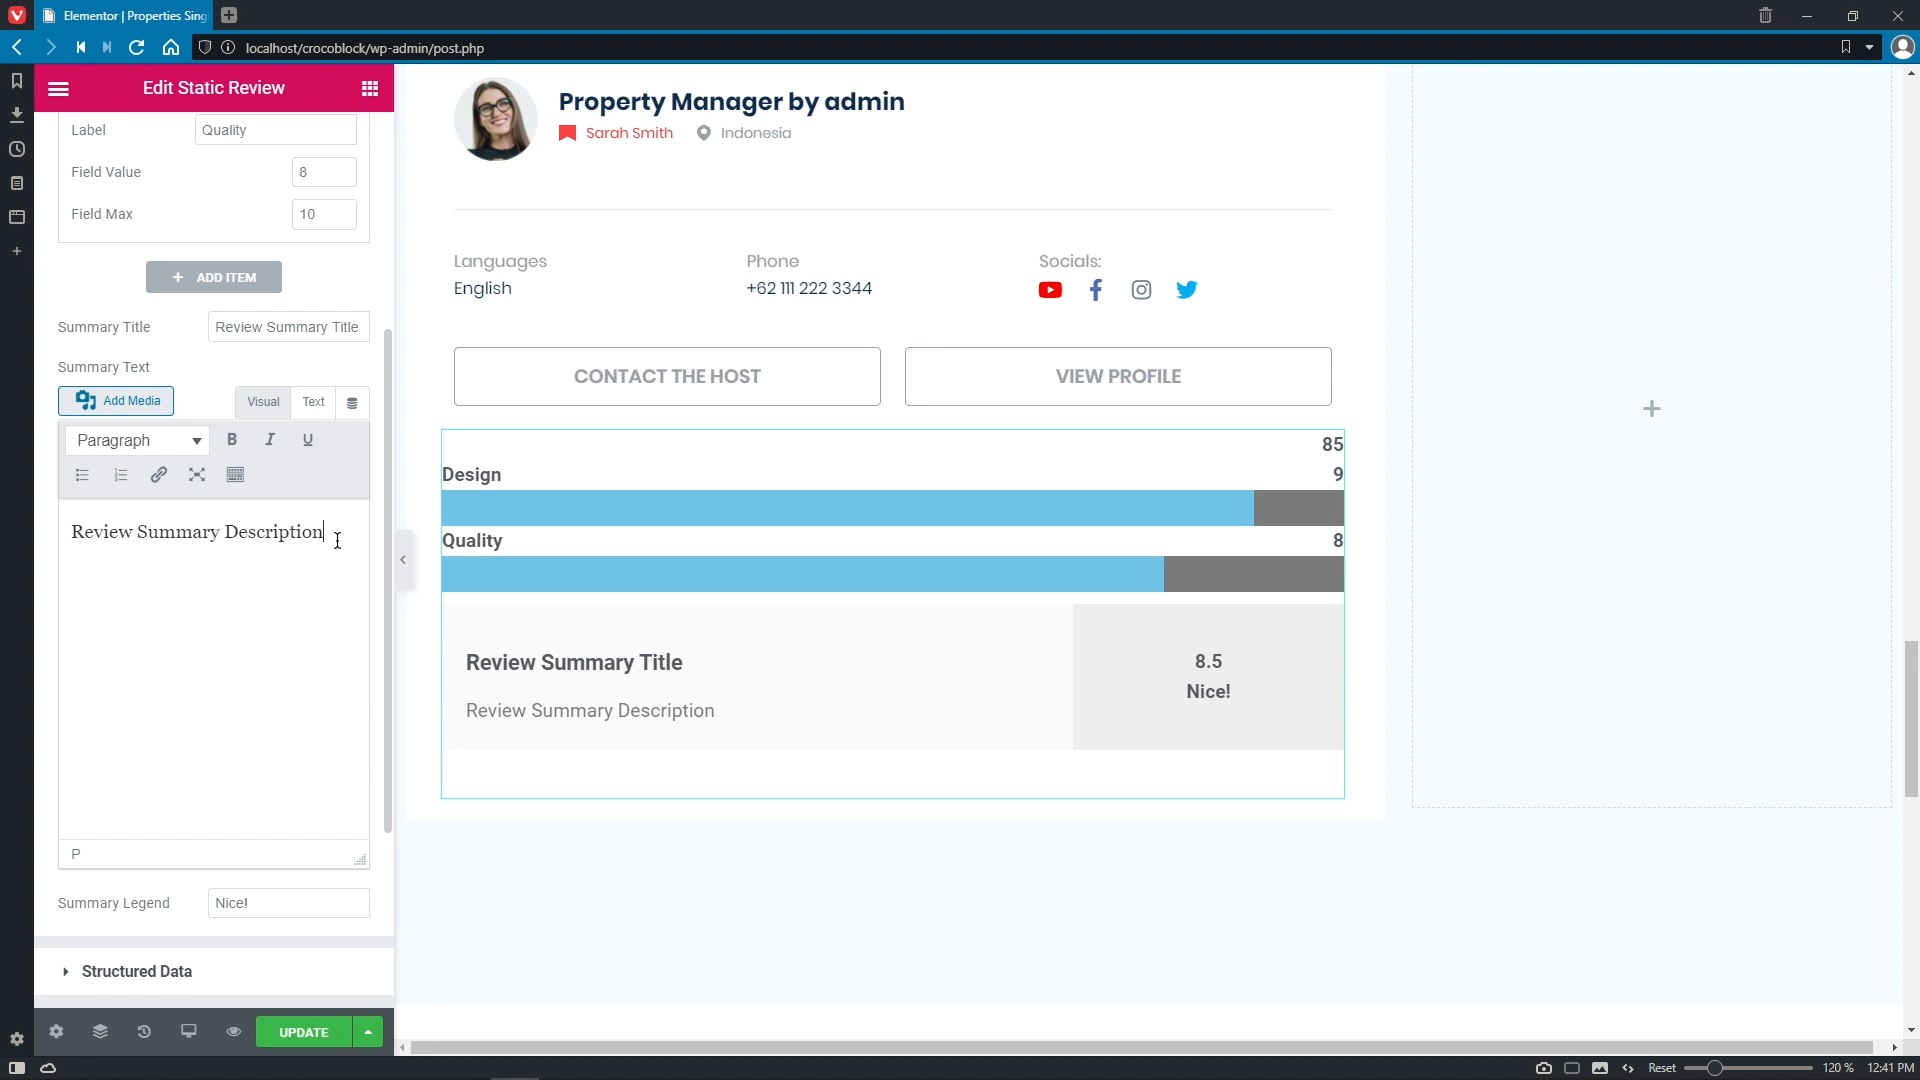 Elementor | Properties Sing
localhost/crocoblock/wp-admin/post.php
Edit Static Review
Label
Quality
Field Value
8
Field Max
10
+ ADD ITEM
Summary Title
Review Summary Title
Summary Text
Add Media
Visual
Text
Paragraph
B I U
Review Summary Description
P
Summary Legend
Nice!
Structured Data
UPDATE
Property Manager by admin
Sarah Smith
Indonesia
Languages
English
Phone
+62 111 222 3344
Socials:
CONTACT THE HOST
VIEW PROFILE
85
Design 9
Quality 8
Review Summary Title
Review Summary Description
8.5
Nice!
Reset
120 %
12:41 PM